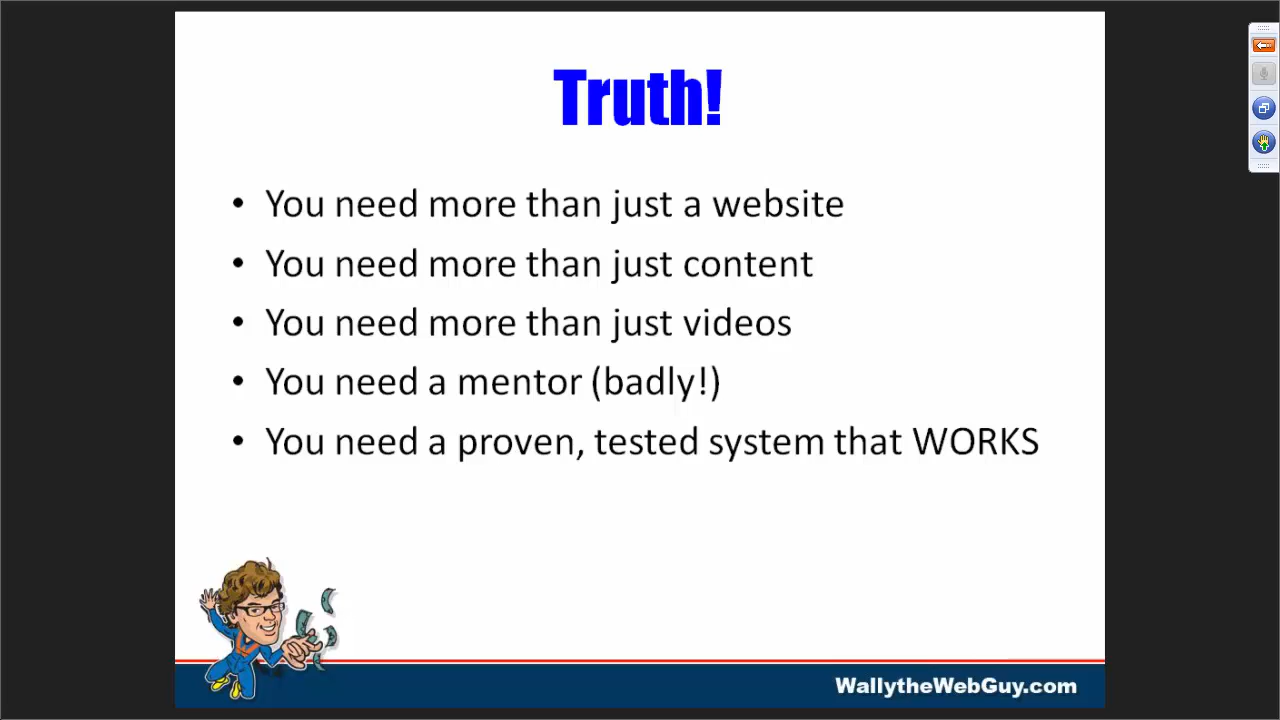 Truth!
• You need more than just a website
• You need more than just content
• You need more than just videos
• You need a mentor (badly!)
• You need a proven, tested system that WORKS
WallytheWebGuy.com